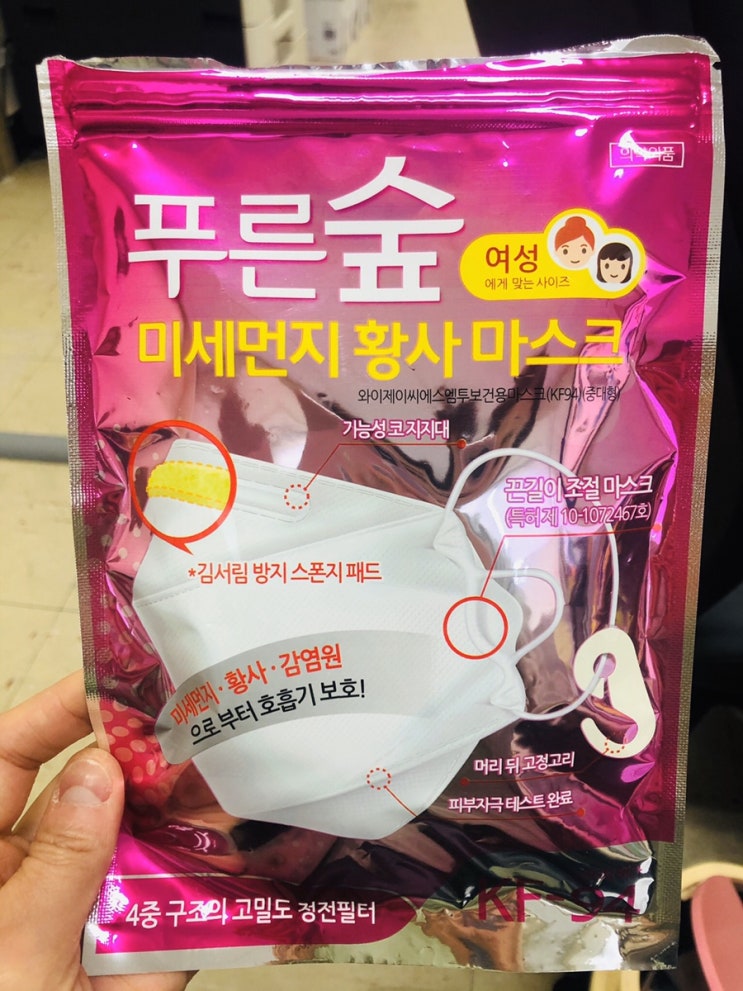 의약외품
푸른숲
여성
에게 맞는 사이즈
미세먼지 황사 마스크
와이제이씨에스엠투보건용마스크(KF94)(중대형)
기능성 코 지지대
끈길이 조절 마스크
(특허 제 10-1072467호)
*김서림 방지 스폰지 패드
미세먼지·황사·감염원
으로부터 호흡기 보호!
머리 뒤 고정고리
피부자극 테스트 완료
4중 구조의 고밀도 정전필터
KF-94